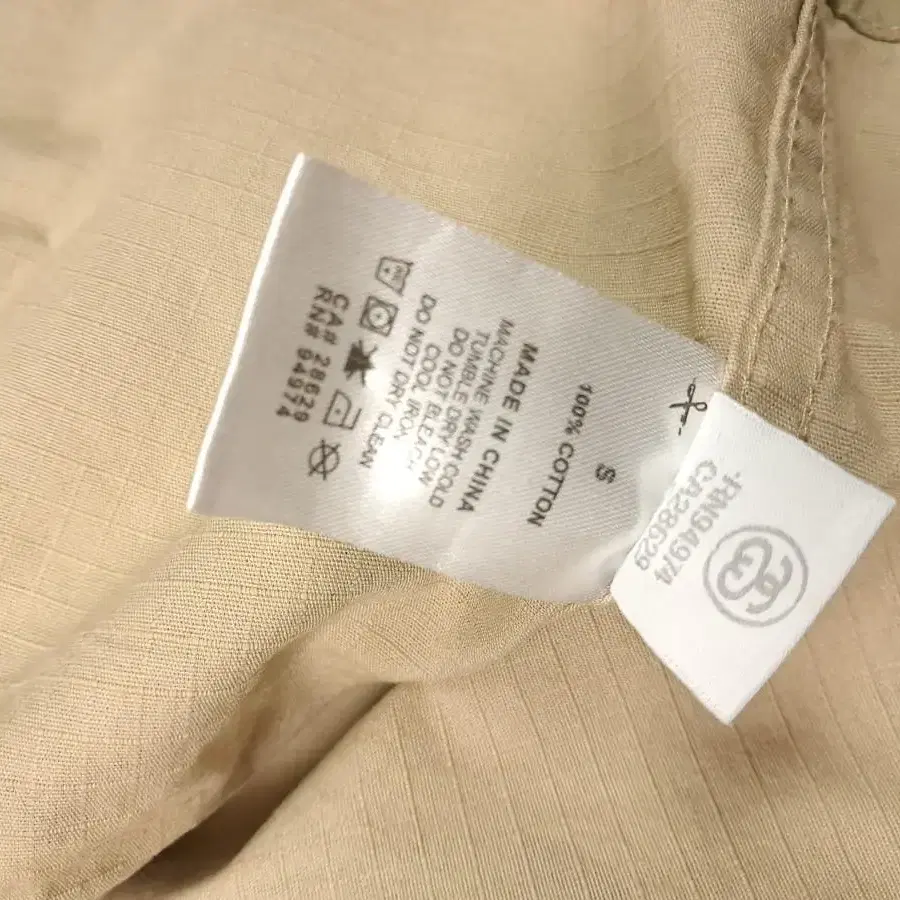 S
100% COTTON
MADE IN CHINA
MACHINE WASH COLD
TUMBLE DRY LOW
DO NOT BLEACH
COOL IRON
DO NOT DRY CLEAN
CA# 28629
RN# 94974
RN94974
CA28629